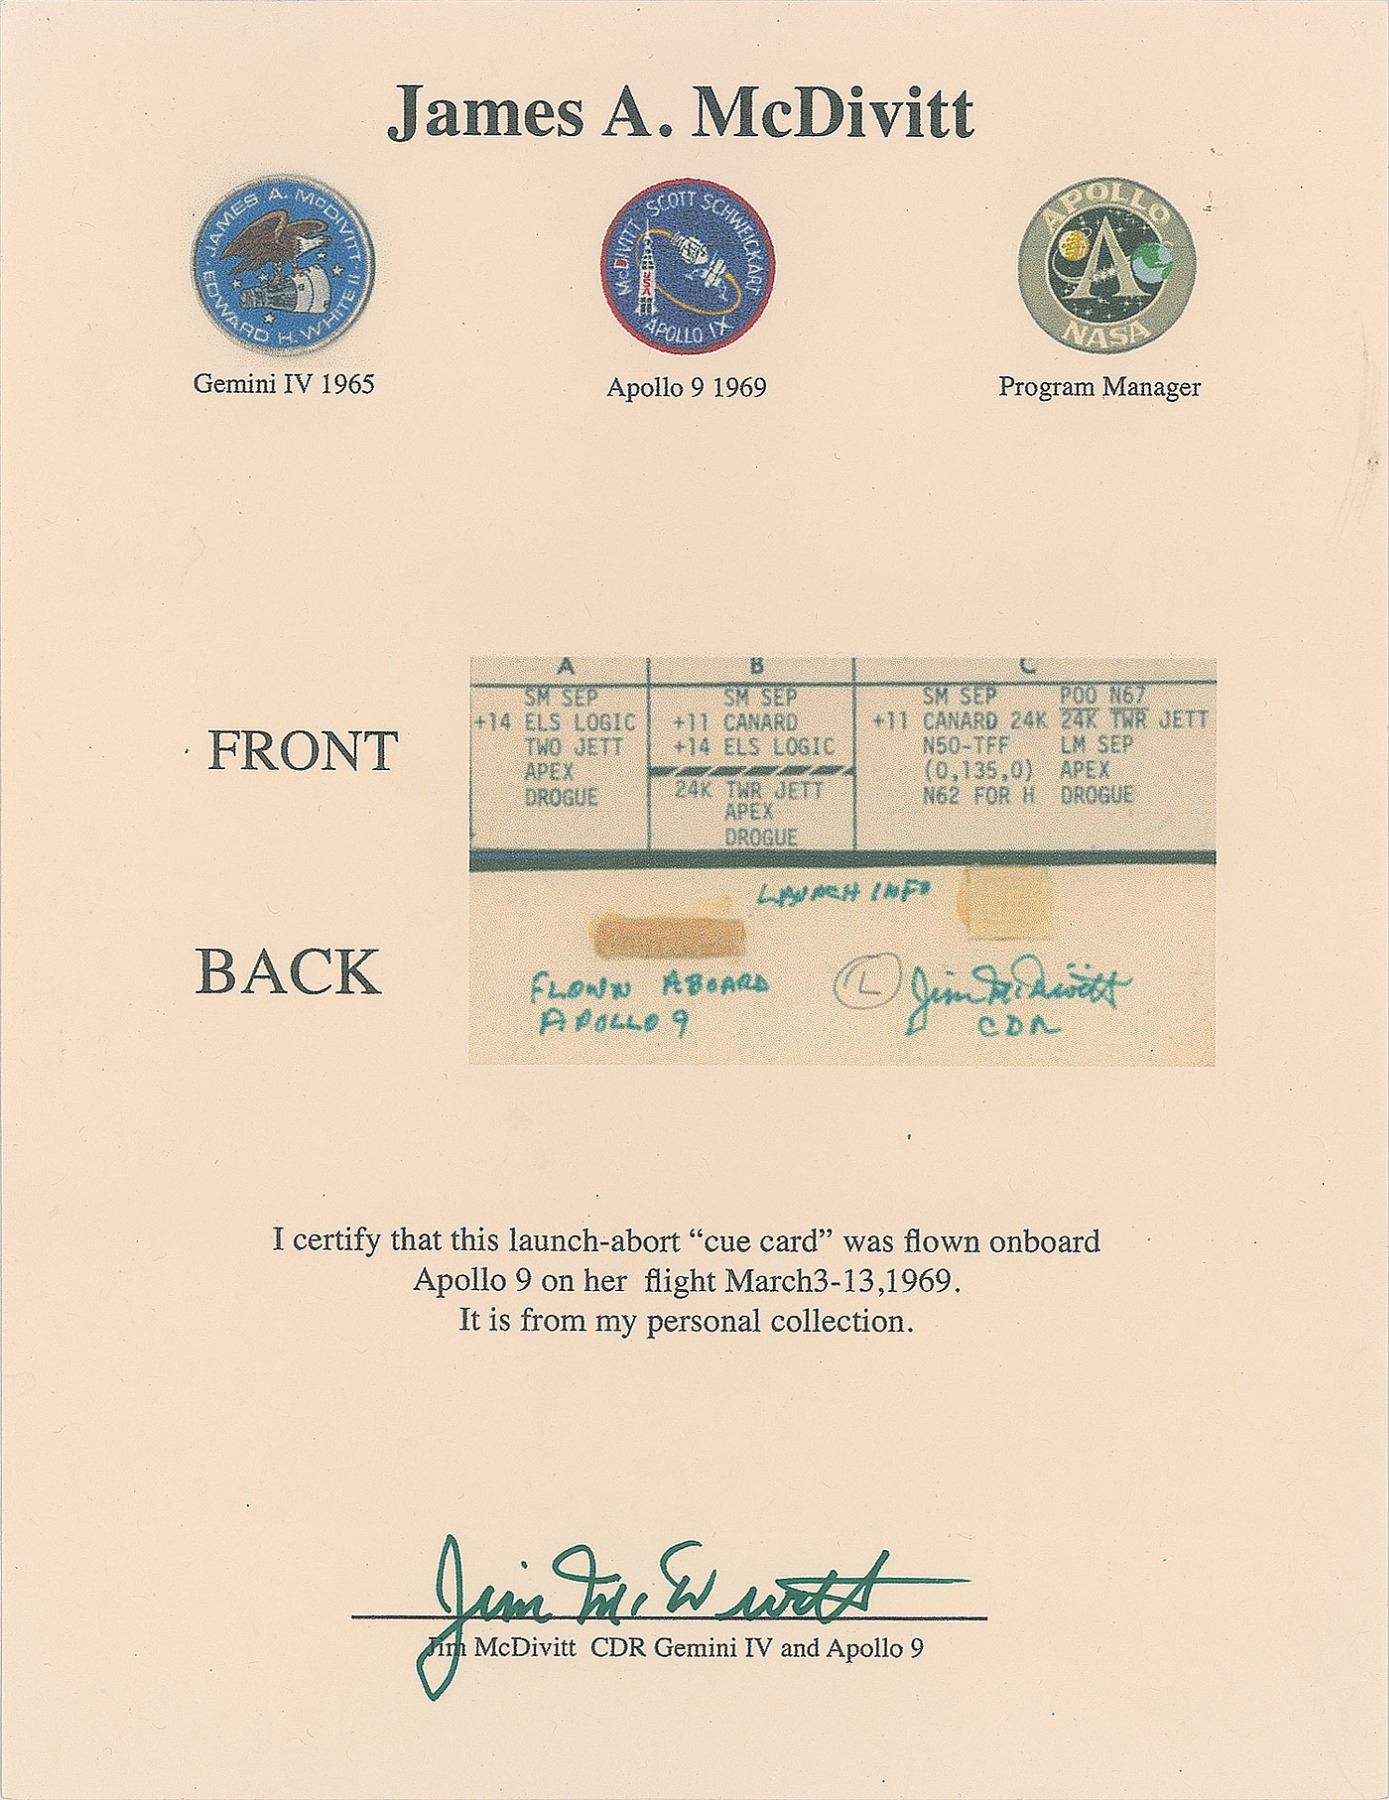 James A. McDivitt
JAMES A. McDIVITT
EDWARD H. WHITE II
McDIVITT SCOTT SCHWEICKART
USA
APOLLO IX
APOLLO
A
NASA
Gemini IV 1965
Apollo 9 1969
Program Manager
FRONT
A
SM SEP
+14 ELS LOGIC
TWO JETT
APEX
DROGUE
B
SM SEP
+11 CANARD
+14 ELS LOGIC
24K TWR JETT
APEX
DROGUE
C
SM SEP POO N67
+11 CANARD 24K 24K TWR JETT
N50-TFF LM SEP
(0,135,0) APEX
N62 FOR H DROGUE
BACK
LAUNCH INFO
FLOWN ABOARD
APOLLO 9
L
Jim McDivitt
CDR
I certify that this launch-abort “cue card” was flown onboard
Apollo 9 on her flight March3-13,1969.
It is from my personal collection.
Jim McDivitt
Jim McDivitt CDR Gemini IV and Apollo 9